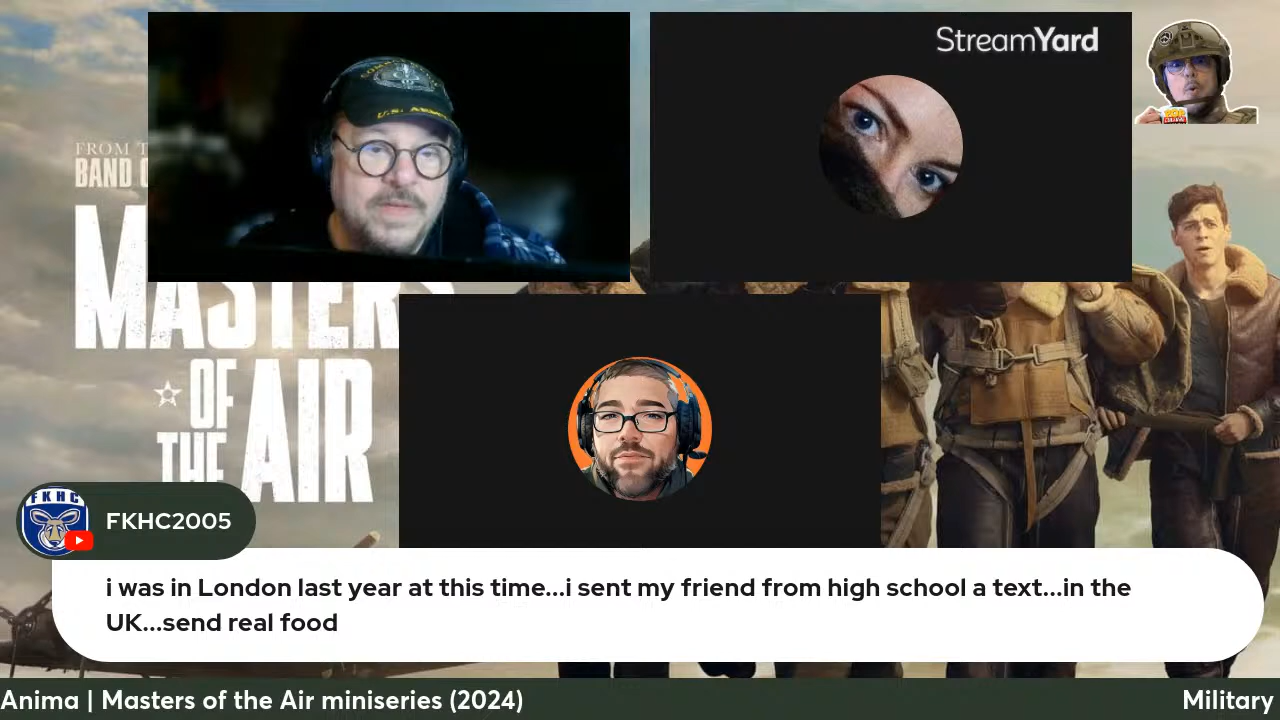 StreamYard
FROM T
BAND O
MASTERS
OF
THE AIR
U.S. ARMY
FKHC
FKHC2005
i was in London last year at this time...i sent my friend from high school a text...in the
UK...send real food
Anima | Masters of the Air miniseries (2024)
Military